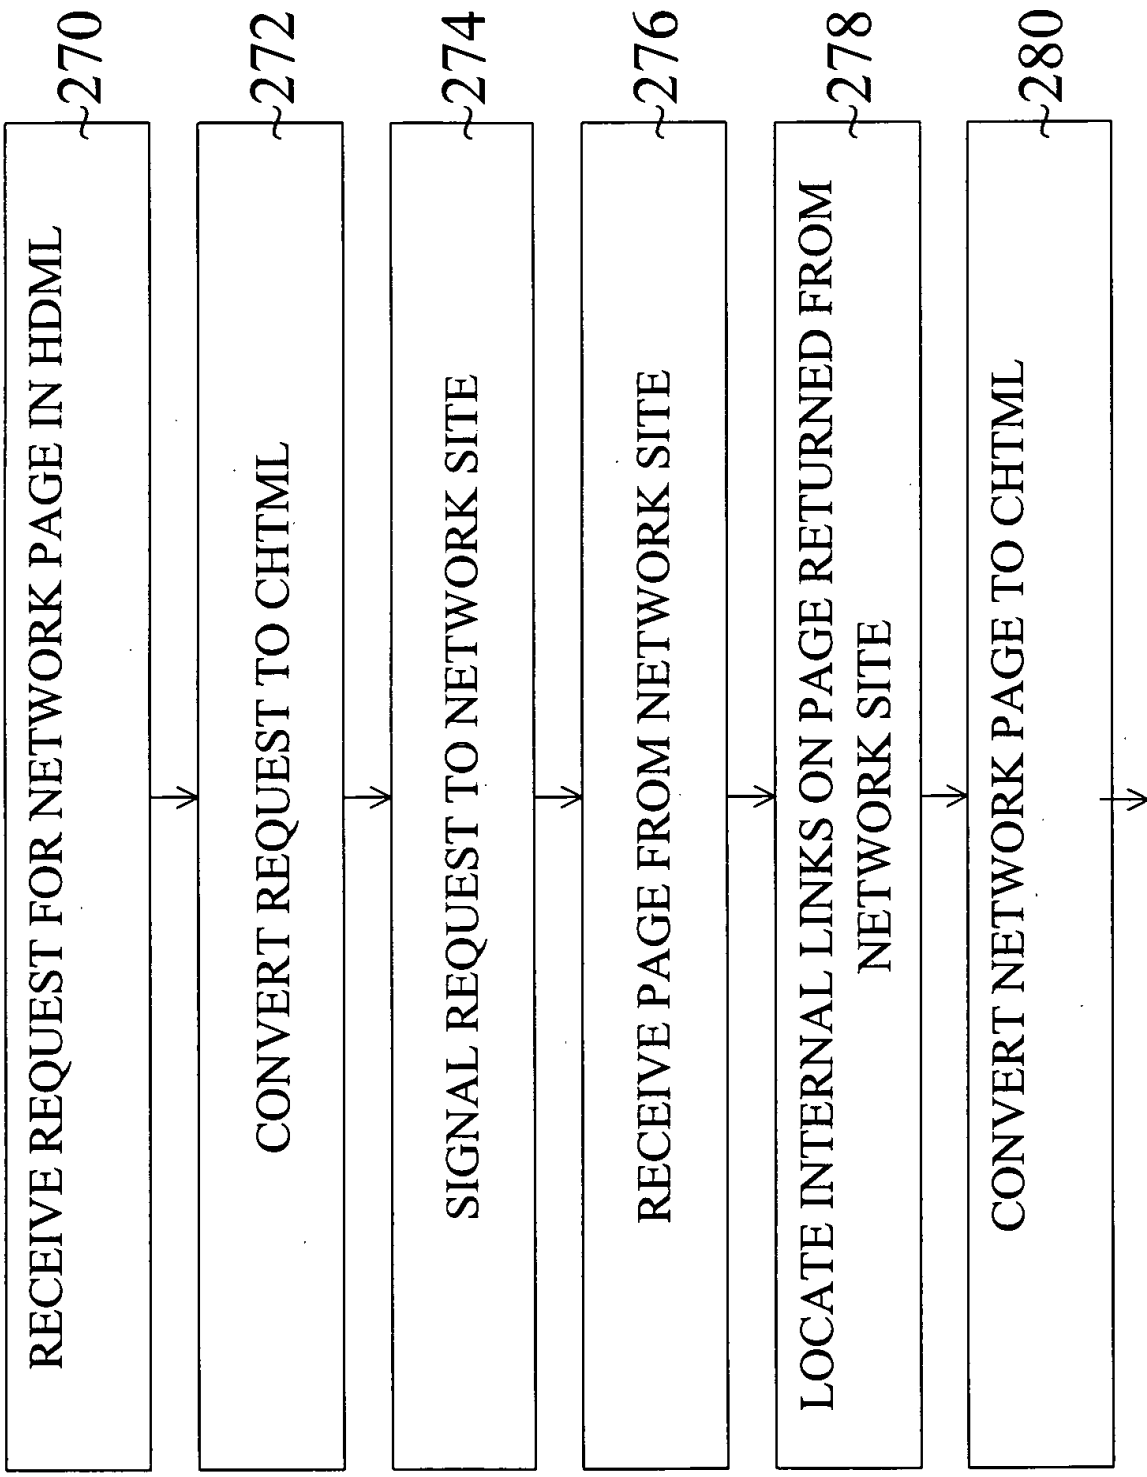 RECEIVE REQUEST FOR NETWORK PAGE IN HDML
270
CONVERT REQUEST TO CHTML
272
SIGNAL REQUEST TO NETWORK SITE
274
RECEIVE PAGE FROM NETWORK SITE
276
LOCATE INTERNAL LINKS ON PAGE RETURNED FROM
NETWORK SITE
278
CONVERT NETWORK PAGE TO CHTML
280